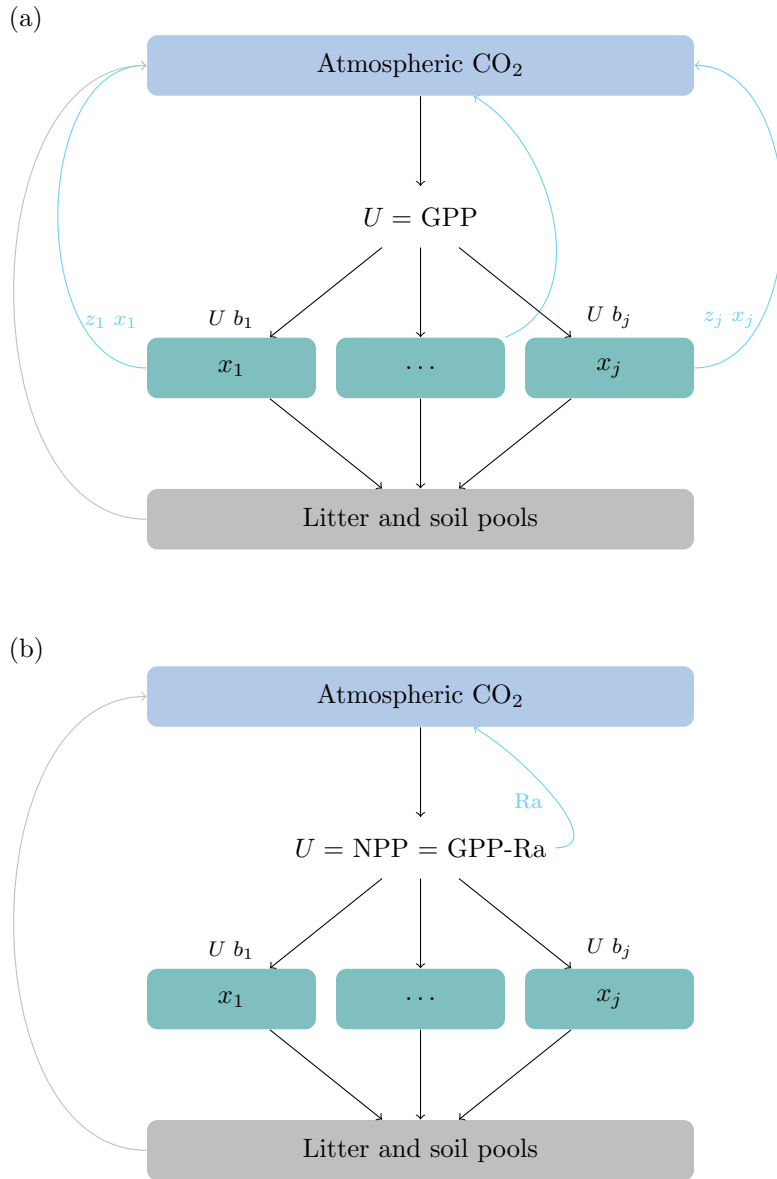 (a)
Atmospheric CO₂
U = GPP
z₁ x₁
U b₁
U bⱼ
zⱼ xⱼ
x₁
...
xⱼ
Litter and soil pools
(b)
Atmospheric CO₂
Ra
U = NPP = GPP-Ra
U b₁
U bⱼ
x₁
...
xⱼ
Litter and soil pools